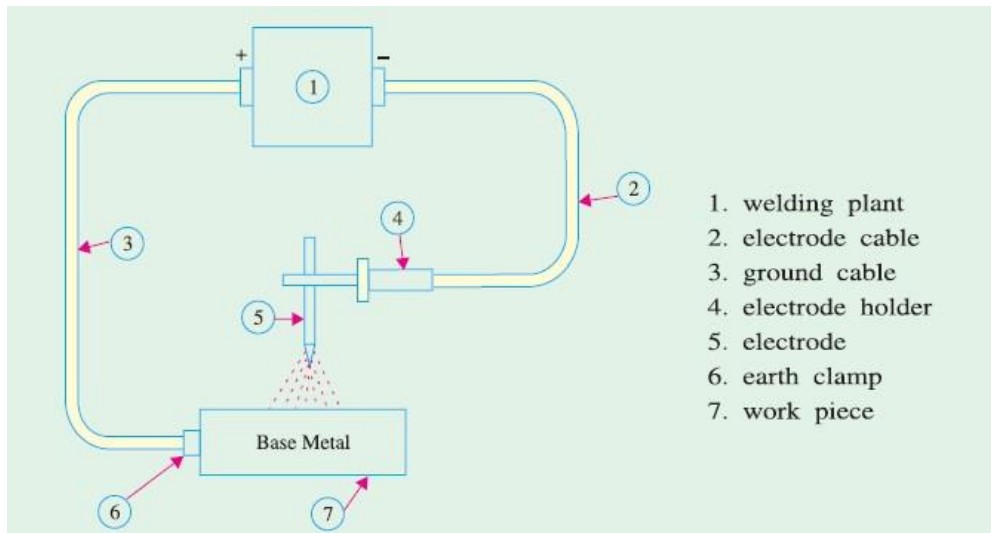 +
−
1
2
3
4
5
6
7
Base Metal
1. welding plant
2. electrode cable
3. ground cable
4. electrode holder
5. electrode
6. earth clamp
7. work piece